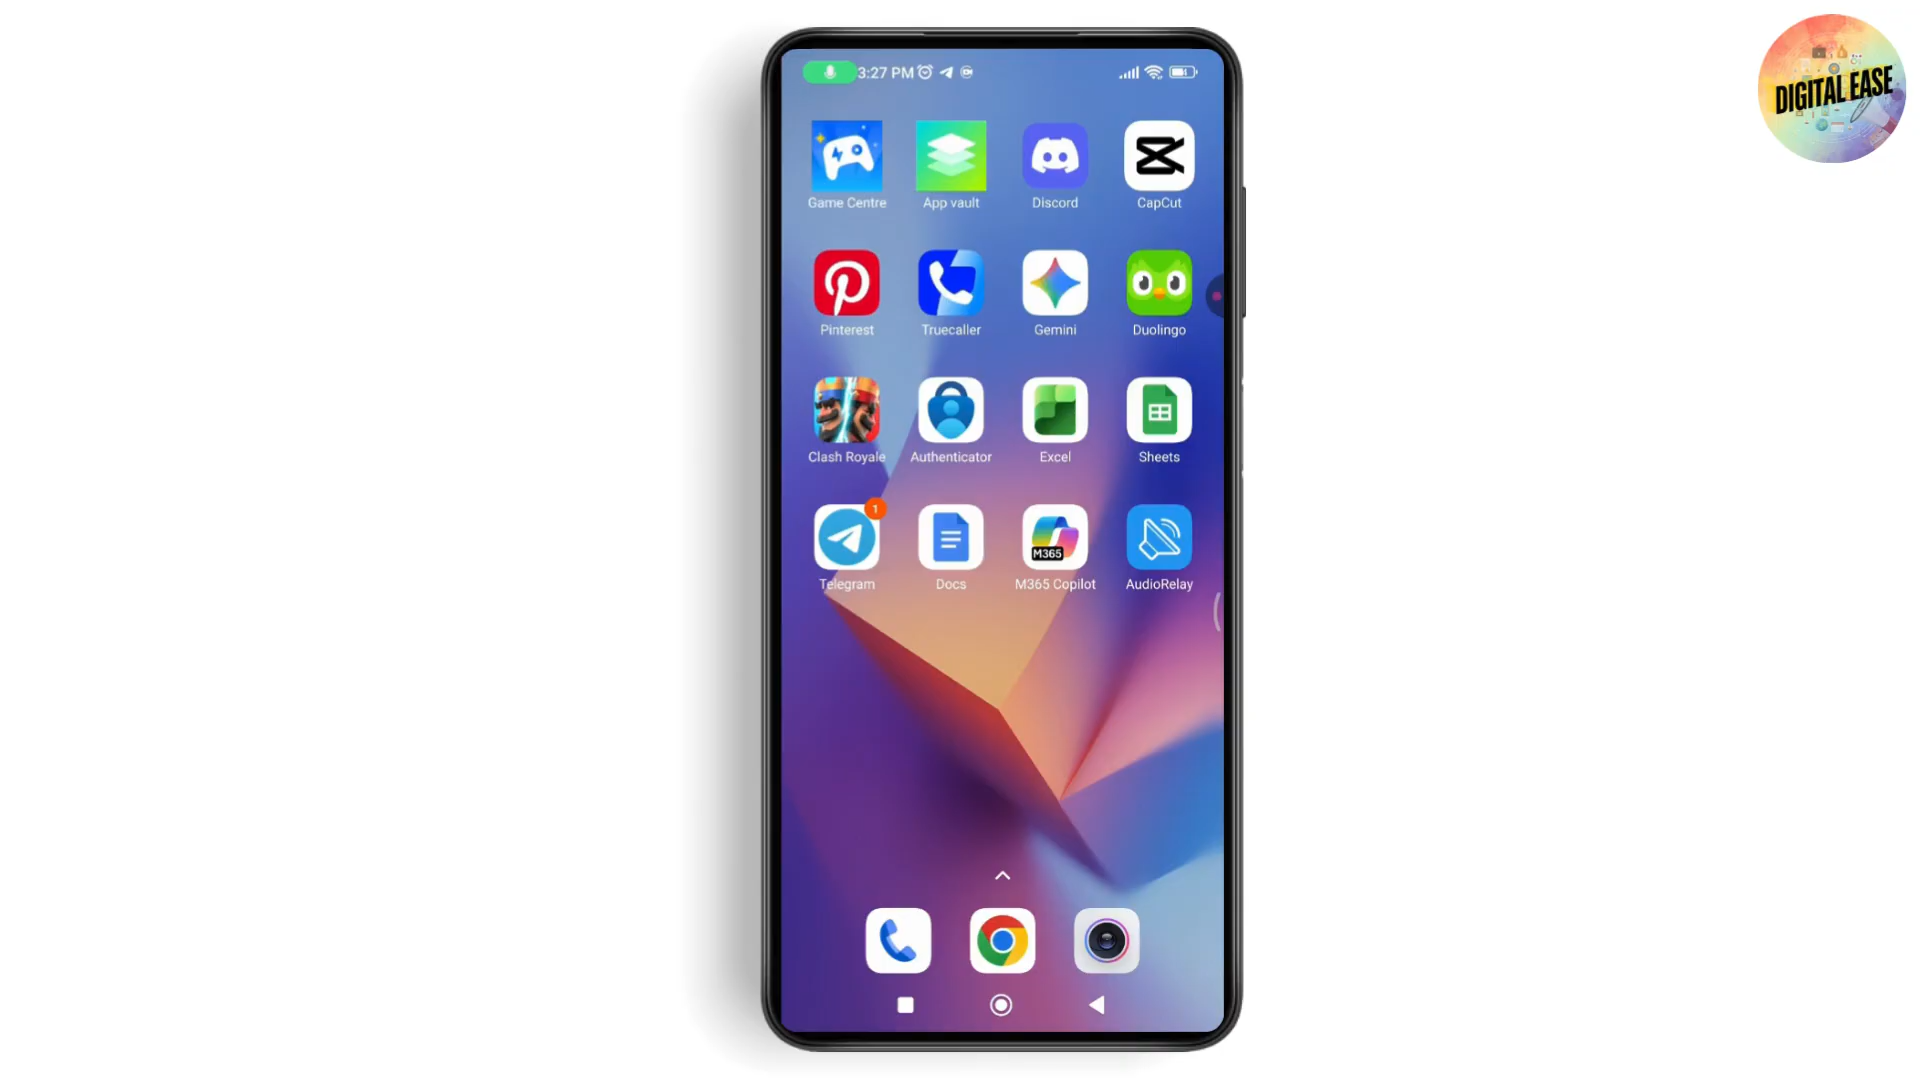 3:27 PM
DIGITAL EASE
Game Centre
App vault
Discord
CapCut
Pinterest
Truecaller
Gemini
Duolingo
Clash Royale
Authenticator
Excel
Sheets
1
M365
Telegram
Docs
M365 Copilot
AudioRelay